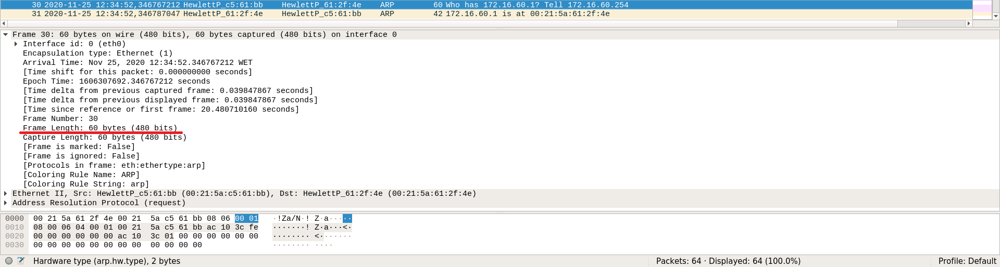 30 2020-11-25 12:34:52,346767212 HewlettP_c5:61:bb HewlettP_61:2f:4e ARP 60 Who has 172.16.60.1? Tell 172.16.60.254
31 2020-11-25 12:34:52,346787047 HewlettP_61:2f:4e HewlettP_c5:61:bb ARP 42 172.16.60.1 is at 00:21:5a:61:2f:4e
Frame 30: 60 bytes on wire (480 bits), 60 bytes captured (480 bits) on interface 0
Interface id: 0 (eth0)
Encapsulation type: Ethernet (1)
Arrival Time: Nov 25, 2020 12:34:52.346767212 WET
[Time shift for this packet: 0.000000000 seconds]
Epoch Time: 1606307692.346767212 seconds
[Time delta from previous captured frame: 0.039847867 seconds]
[Time delta from previous displayed frame: 0.039847867 seconds]
[Time since reference or first frame: 20.480710160 seconds]
Frame Number: 30
Frame Length: 60 bytes (480 bits)
Capture Length: 60 bytes (480 bits)
[Frame is marked: False]
[Frame is ignored: False]
[Protocols in frame: eth:ethertype:arp]
[Coloring Rule Name: ARP]
[Coloring Rule String: arp]
Ethernet II, Src: HewlettP_c5:61:bb (00:21:5a:c5:61:bb), Dst: HewlettP_61:2f:4e (00:21:5a:61:2f:4e)
Address Resolution Protocol (request)
0000 00 21 5a 61 2f 4e 00 21 5a c5 61 bb 08 06 00 01 ·!Za/N·! Z·a·····
0010 08 00 06 04 00 01 00 21 5a c5 61 bb ac 10 3c fe ·······! Z·a···<·
0020 00 00 00 00 00 00 ac 10 3c 01 00 00 00 00 00 00 ········ <·······
0030 00 00 00 00 00 00 00 00 00 00 00 00 ········ ····
Hardware type (arp.hw.type), 2 bytes Packets: 64 · Displayed: 64 (100.0%) Profile: Default